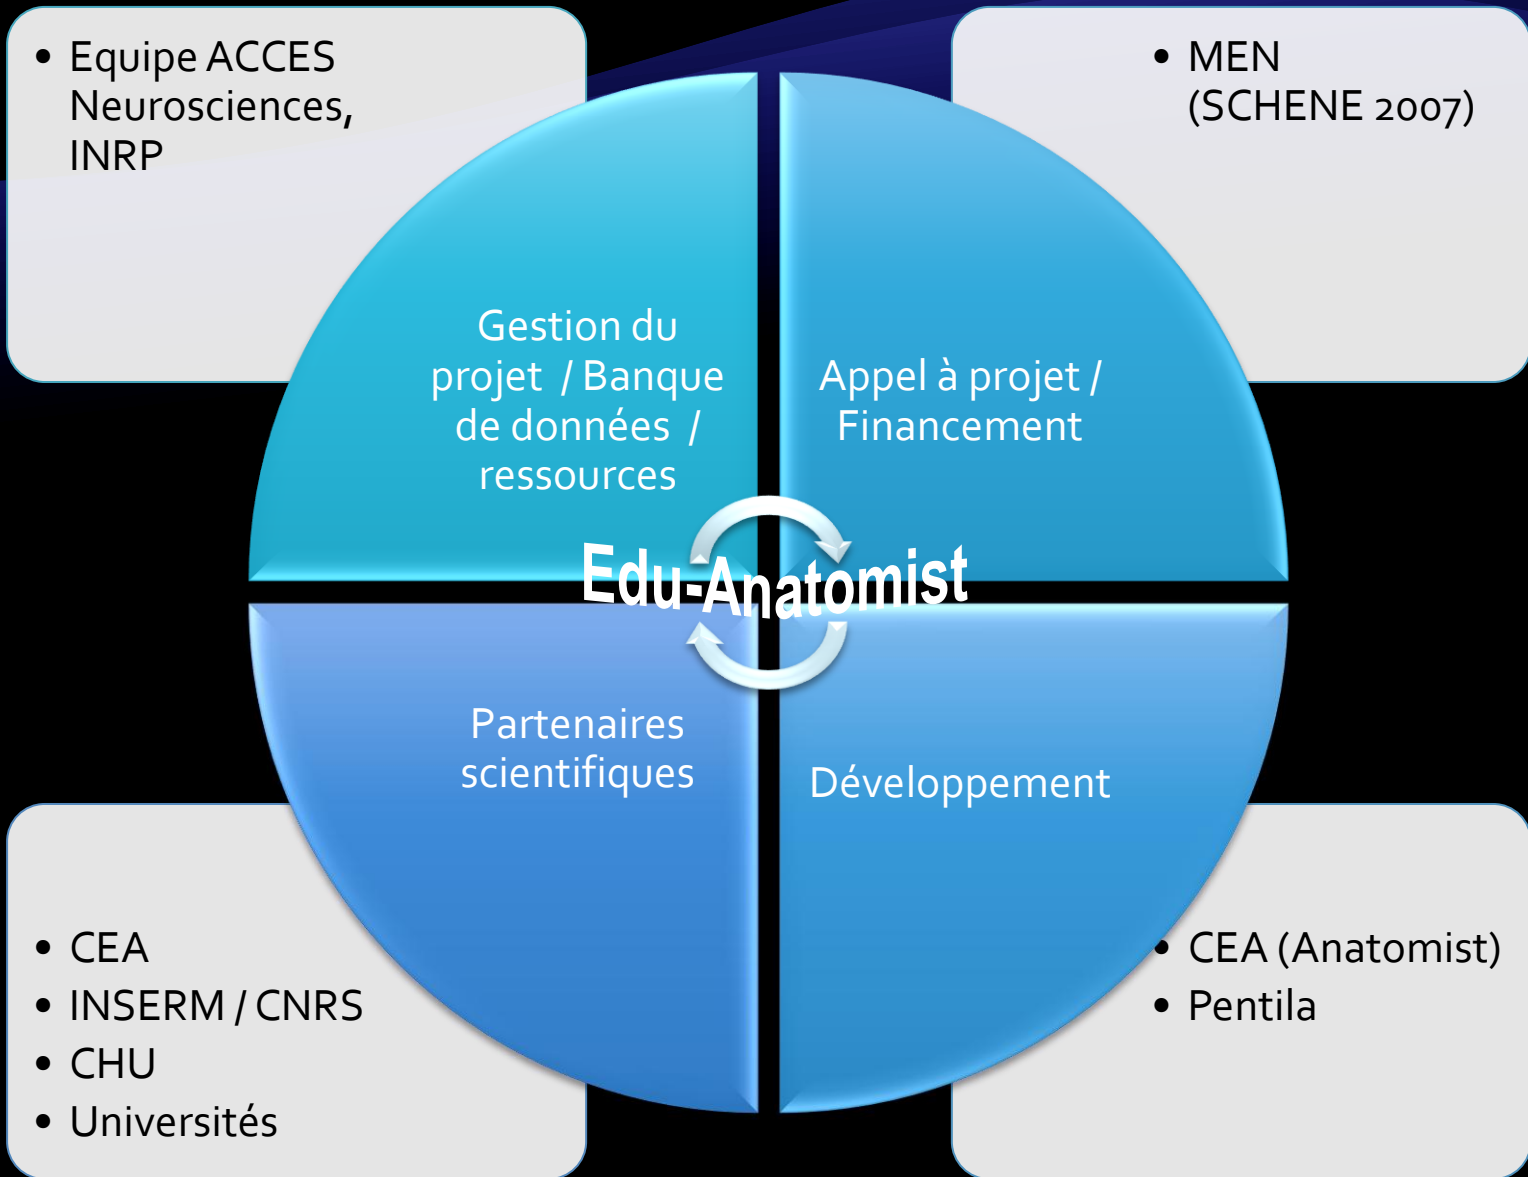 • Equipe ACCES
Neurosciences,
INRP
• MEN
(SCHENE 2007)
Gestion du
projet / Banque
de données /
ressources
Appel à projet /
Financement
Edu-Anatomist
Partenaires
scientifiques
Développement
• CEA
• INSERM / CNRS
• CHU
• Universités
• CEA (Anatomist)
• Pentila